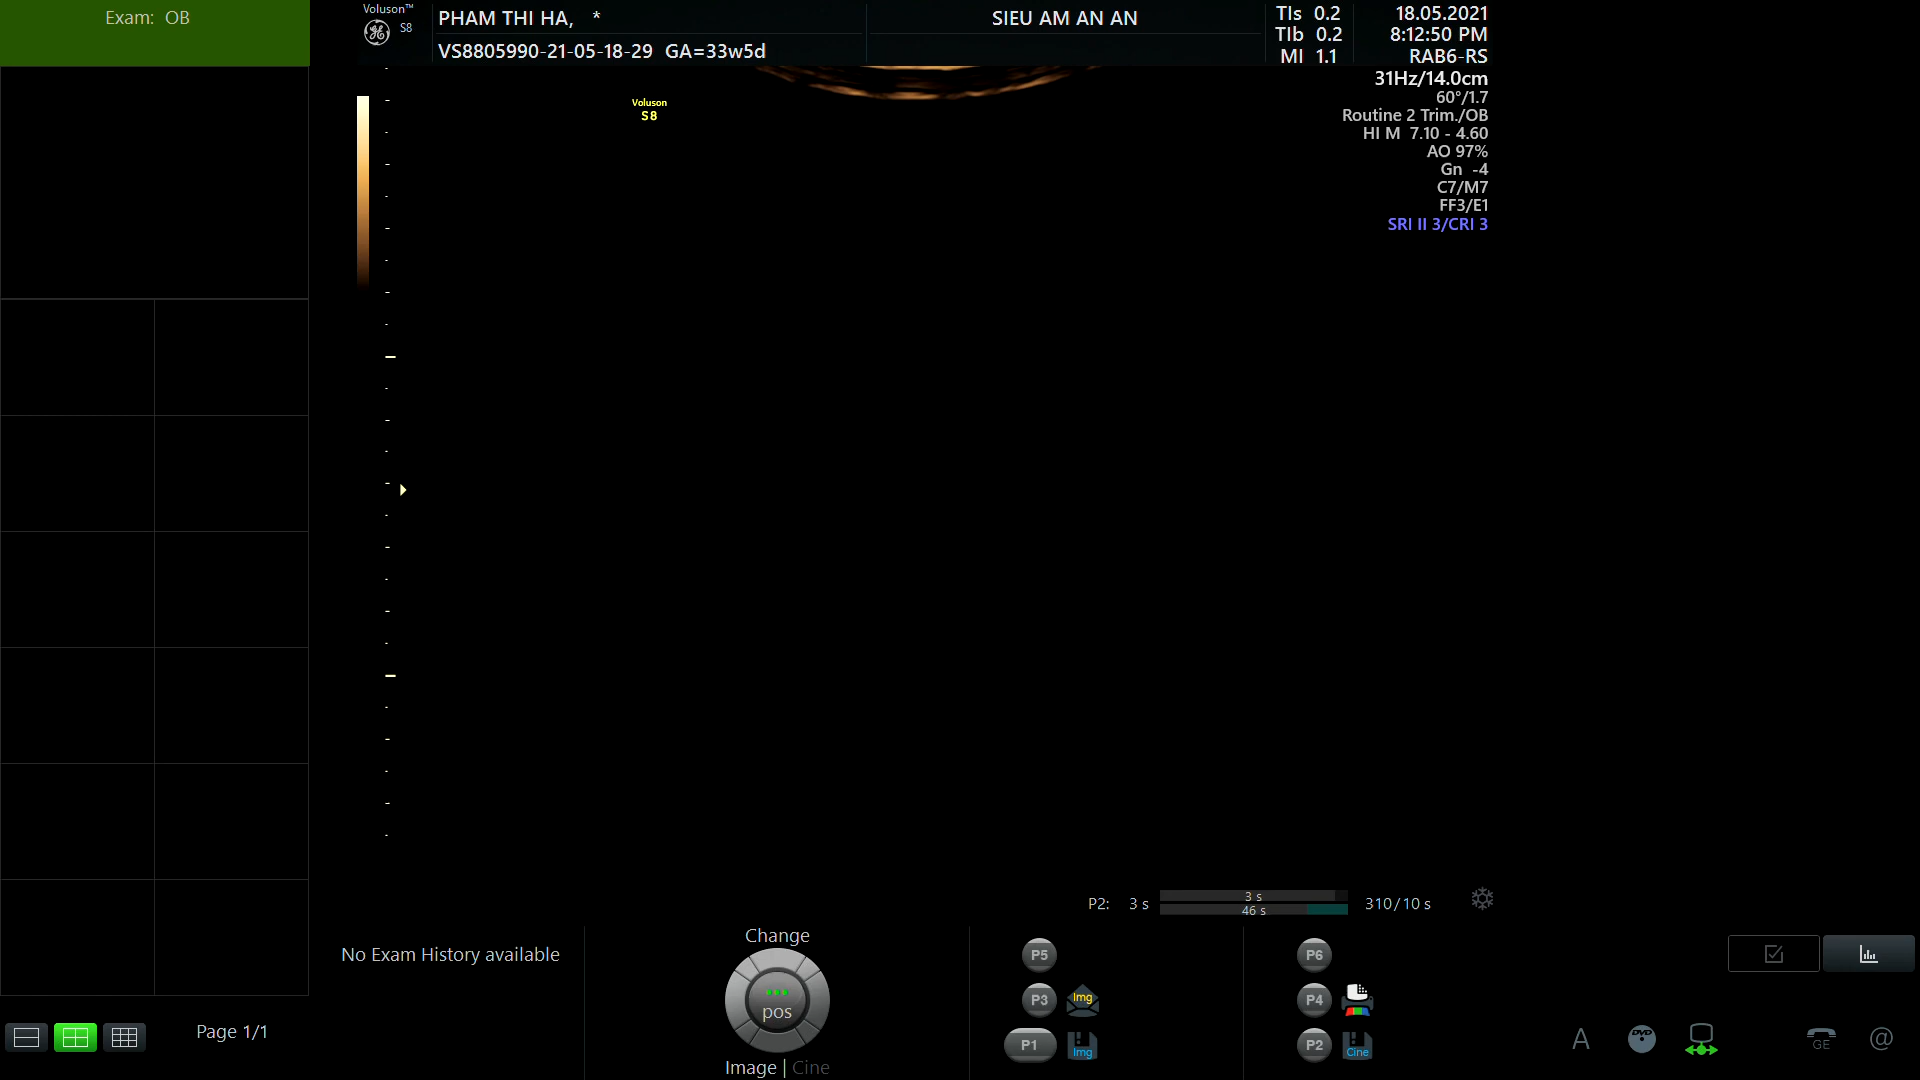 Exam: OB
Voluson™
S8
PHAM THI HA, *
SIEU AM AN AN
VS8805990-21-05-18-29 GA=33w5d
TIs 0.2
TIb 0.2
MI 1.1
18.05.2021
8:12:50 PM
RAB6-RS
31Hz/14.0cm
60°/1.7
Routine 2 Trim./OB
HI M 7.10 - 4.60
AO 97%
Gn -4
C7/M7
FF3/E1
SRI II 3/CRI 3
Voluson
S8
P2: 3 s
3 s
46 s
310/10 s
No Exam History available
Change
pos
Image | Cine
P5
P3
Img
P1
Img
P6
P4
P2
Cine
Page 1/1
A
DVD
GE
@